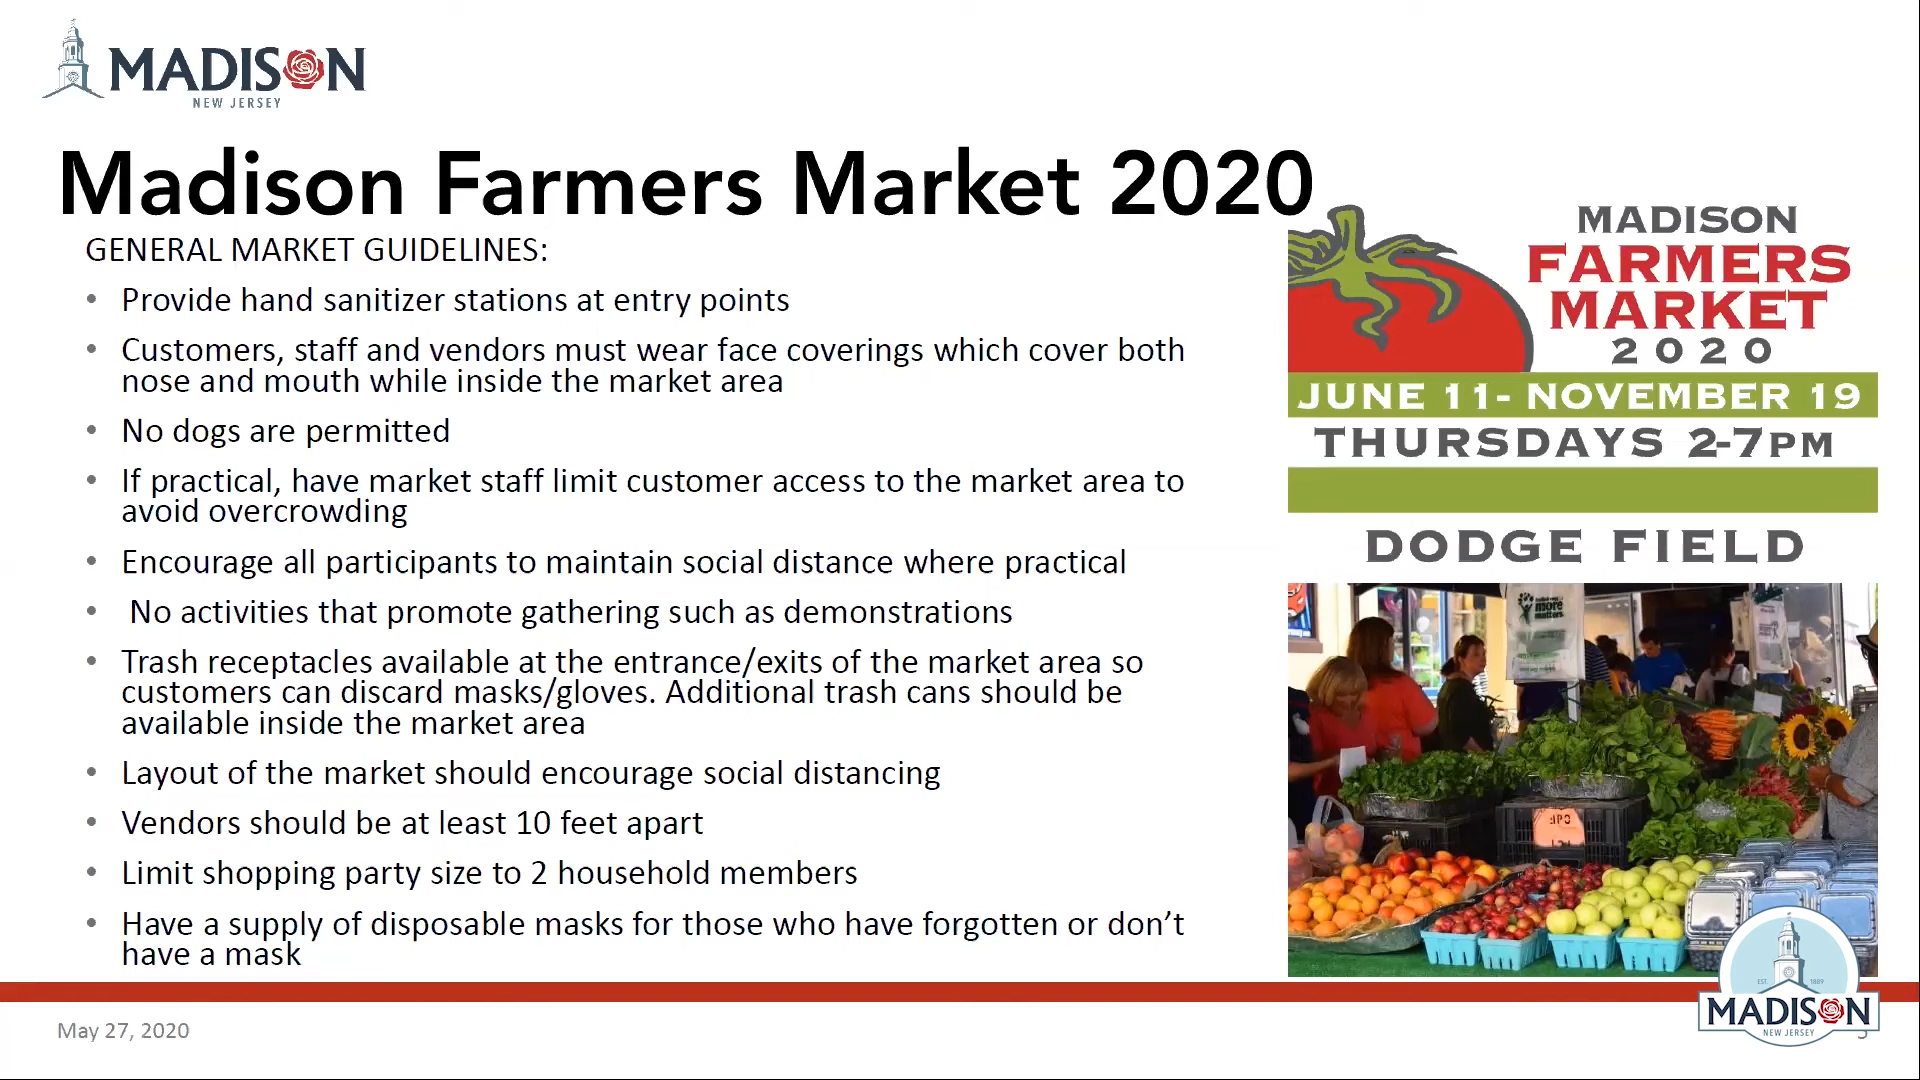 MADISON
NEW JERSEY
Madison Farmers Market 2020
GENERAL MARKET GUIDELINES:
• Provide hand sanitizer stations at entry points
• Customers, staff and vendors must wear face coverings which cover both
nose and mouth while inside the market area
• No dogs are permitted
• If practical, have market staff limit customer access to the market area to
avoid overcrowding
• Encourage all participants to maintain social distance where practical
• No activities that promote gathering such as demonstrations
• Trash receptacles available at the entrance/exits of the market area so
customers can discard masks/gloves. Additional trash cans should be
available inside the market area
• Layout of the market should encourage social distancing
• Vendors should be at least 10 feet apart
• Limit shopping party size to 2 household members
• Have a supply of disposable masks for those who have forgotten or don't
have a mask
MADISON
FARMERS
MARKET
2020
JUNE 11- NOVEMBER 19
THURSDAYS 2-7PM
DODGE FIELD
more
matters
EST. 1889
MADISON
NEW JERSEY
May 27, 2020